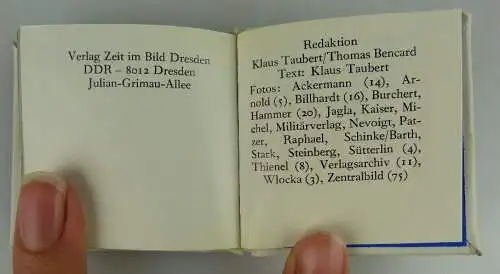 Verlag Zeit im Bild Dresden
DDR – 8012 Dresden
Julian-Grimau-Allee
Redaktion
Klaus Taubert/Thomas Bencard
Text: Klaus Taubert
Fotos: Ackermann (14), Ar-
nold (5), Billhardt (16), Burchert,
Hammer (20), Jagla, Kaiser, Mi-
chel, Militärverlag, Nevoigt, Pat-
zer, Raphael, Schinke/Barth,
Stark, Steinberg, Sütterlin (4),
Thienel (8), Verlagsarchiv (11),
Wlocka (3), Zentralbild (75)